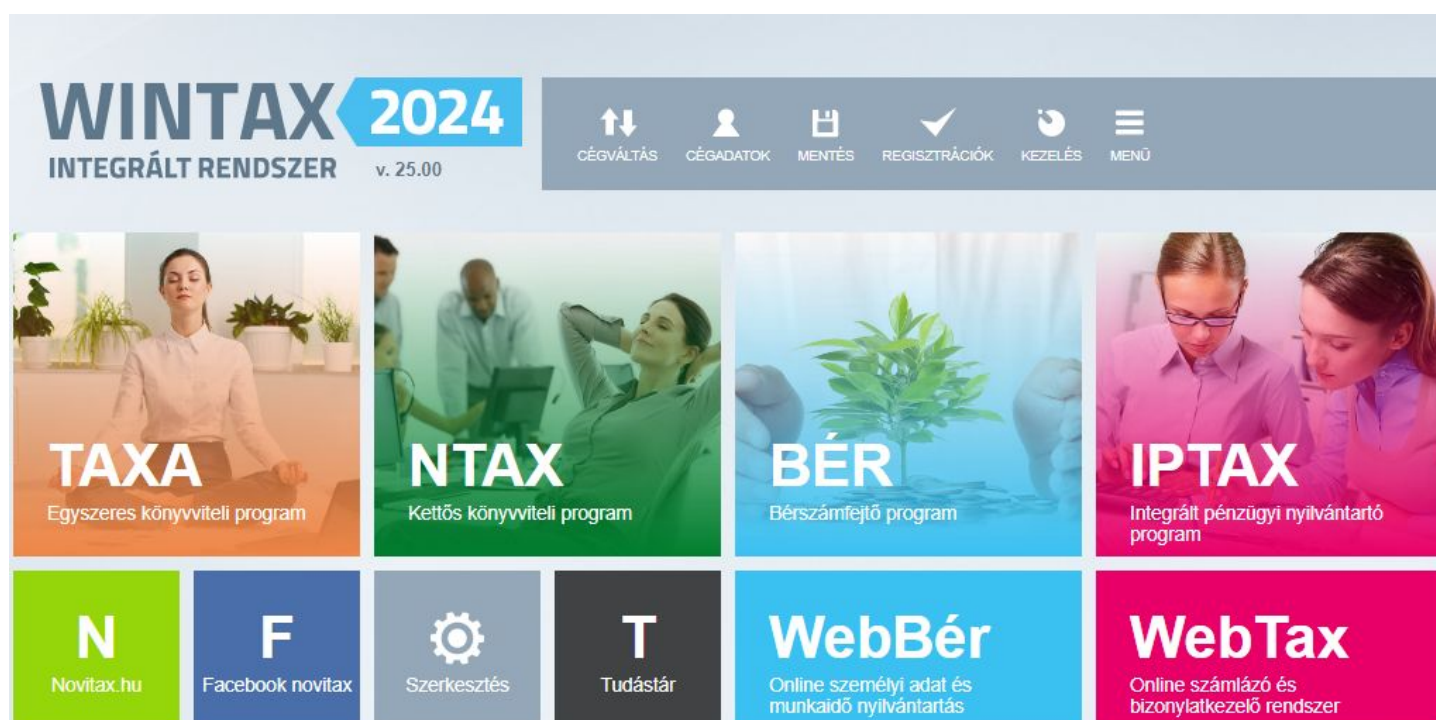 WINTAX 2024
INTEGRÁLT RENDSZER v. 25.00
CÉGVÁLTÁS CÉGADATOK MENTÉS REGISZTRÁCIÓK KEZELÉS MENÜ
TAXA
Egyszeres könyvviteli program
NTAX
Kettős könyvviteli program
BÉR
Bérszámfejtő program
IPTAX
Integrált pénzügyi nyilvántartó
program
N
Novitax.hu
F
Facebook novitax
Szerkesztés
T
Tudástár
WebBér
Online személyi adat és
munkaidő nyilvántartás
WebTax
Online számlázó és
bizonylatkezelő rendszer